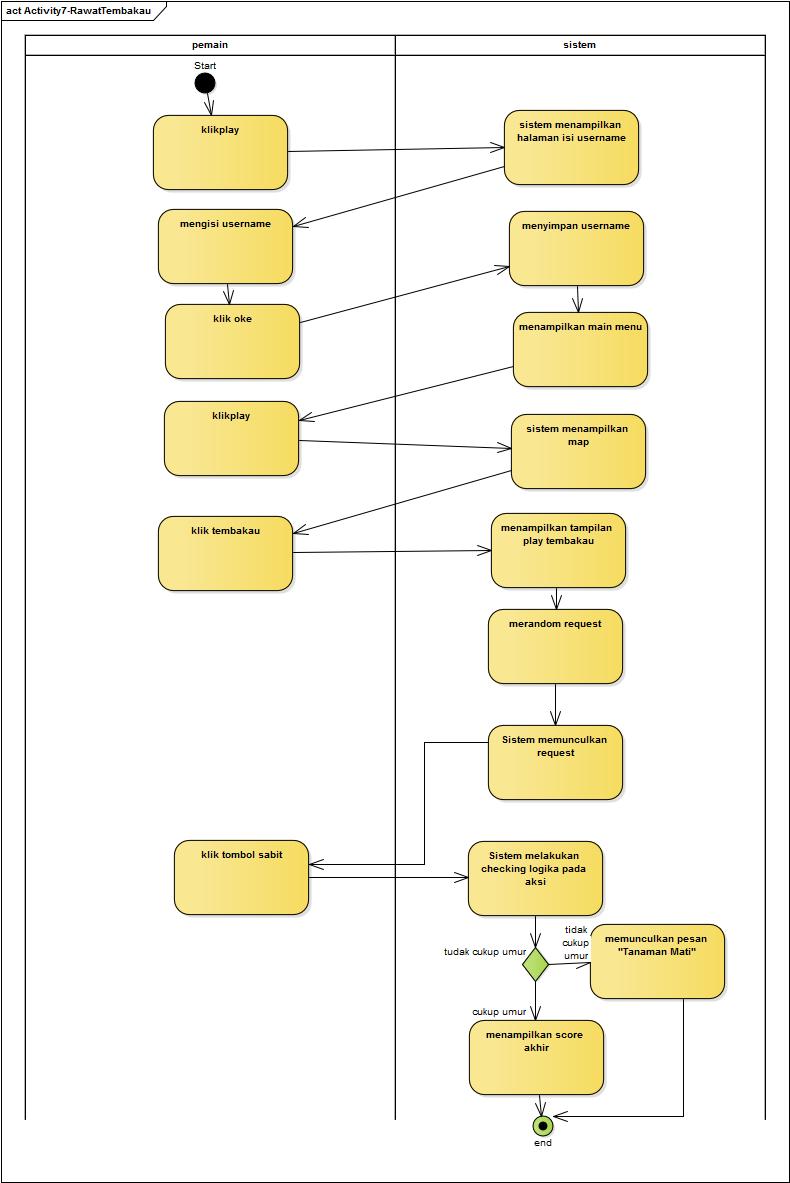 act Activity7-RawatTembakau
pemain
sistem
Start
klikplay
sistem menampilkan
halaman isi username
mengisi username
menyimpan username
klik oke
menampilkan main menu
klikplay
sistem menampilkan
map
klik tembakau
menampilkan tampilan
play tembakau
merandom request
Sistem memunculkan
request
klik tombol sabit
Sistem melakukan
checking logika pada
aksi
tudak cukup umur
tidak
cukup
umur
memunculkan pesan
"Tanaman Mati"
cukup umur
menampilkan score
akhir
end